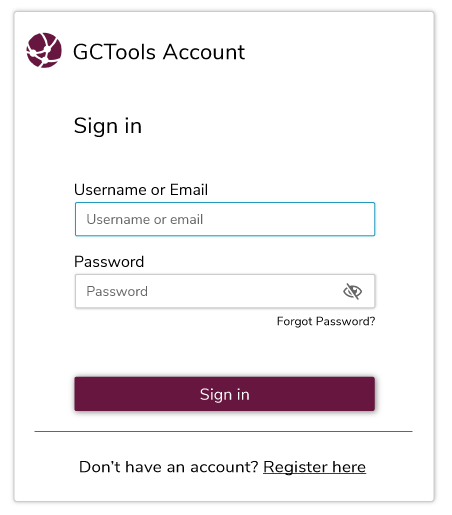 GCTools Account
Sign in
Username or Email
Username or email
Password
Password
Forgot Password?
Sign in
Don’t have an account? Register here